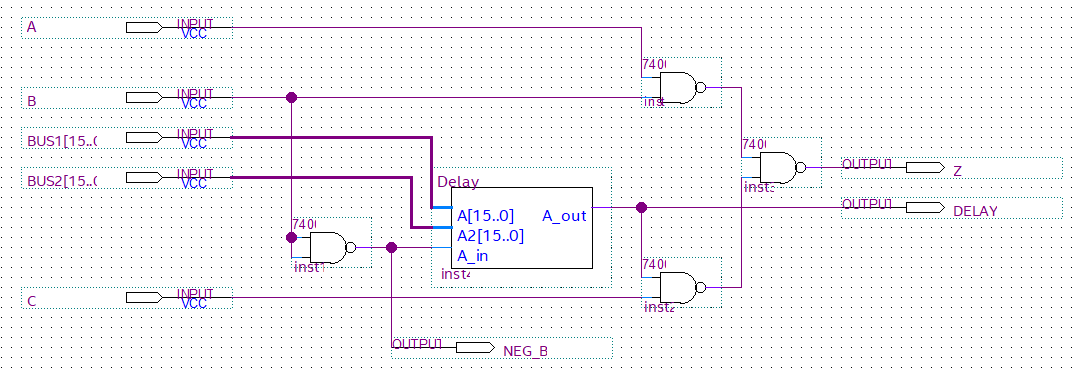 A INPUT
VCC
B INPUT
VCC
BUS1[15..0 INPUT
VCC
BUS2[15..0 INPUT
VCC
C INPUT
VCC
7400
inst
7400
inst
Delay
A[15..0] A_out
A2[15..0]
A_in
inst4
7400
inst1
7400
inst2
OUTPUT Z
OUTPUT DELAY
OUTPUT NEG_B